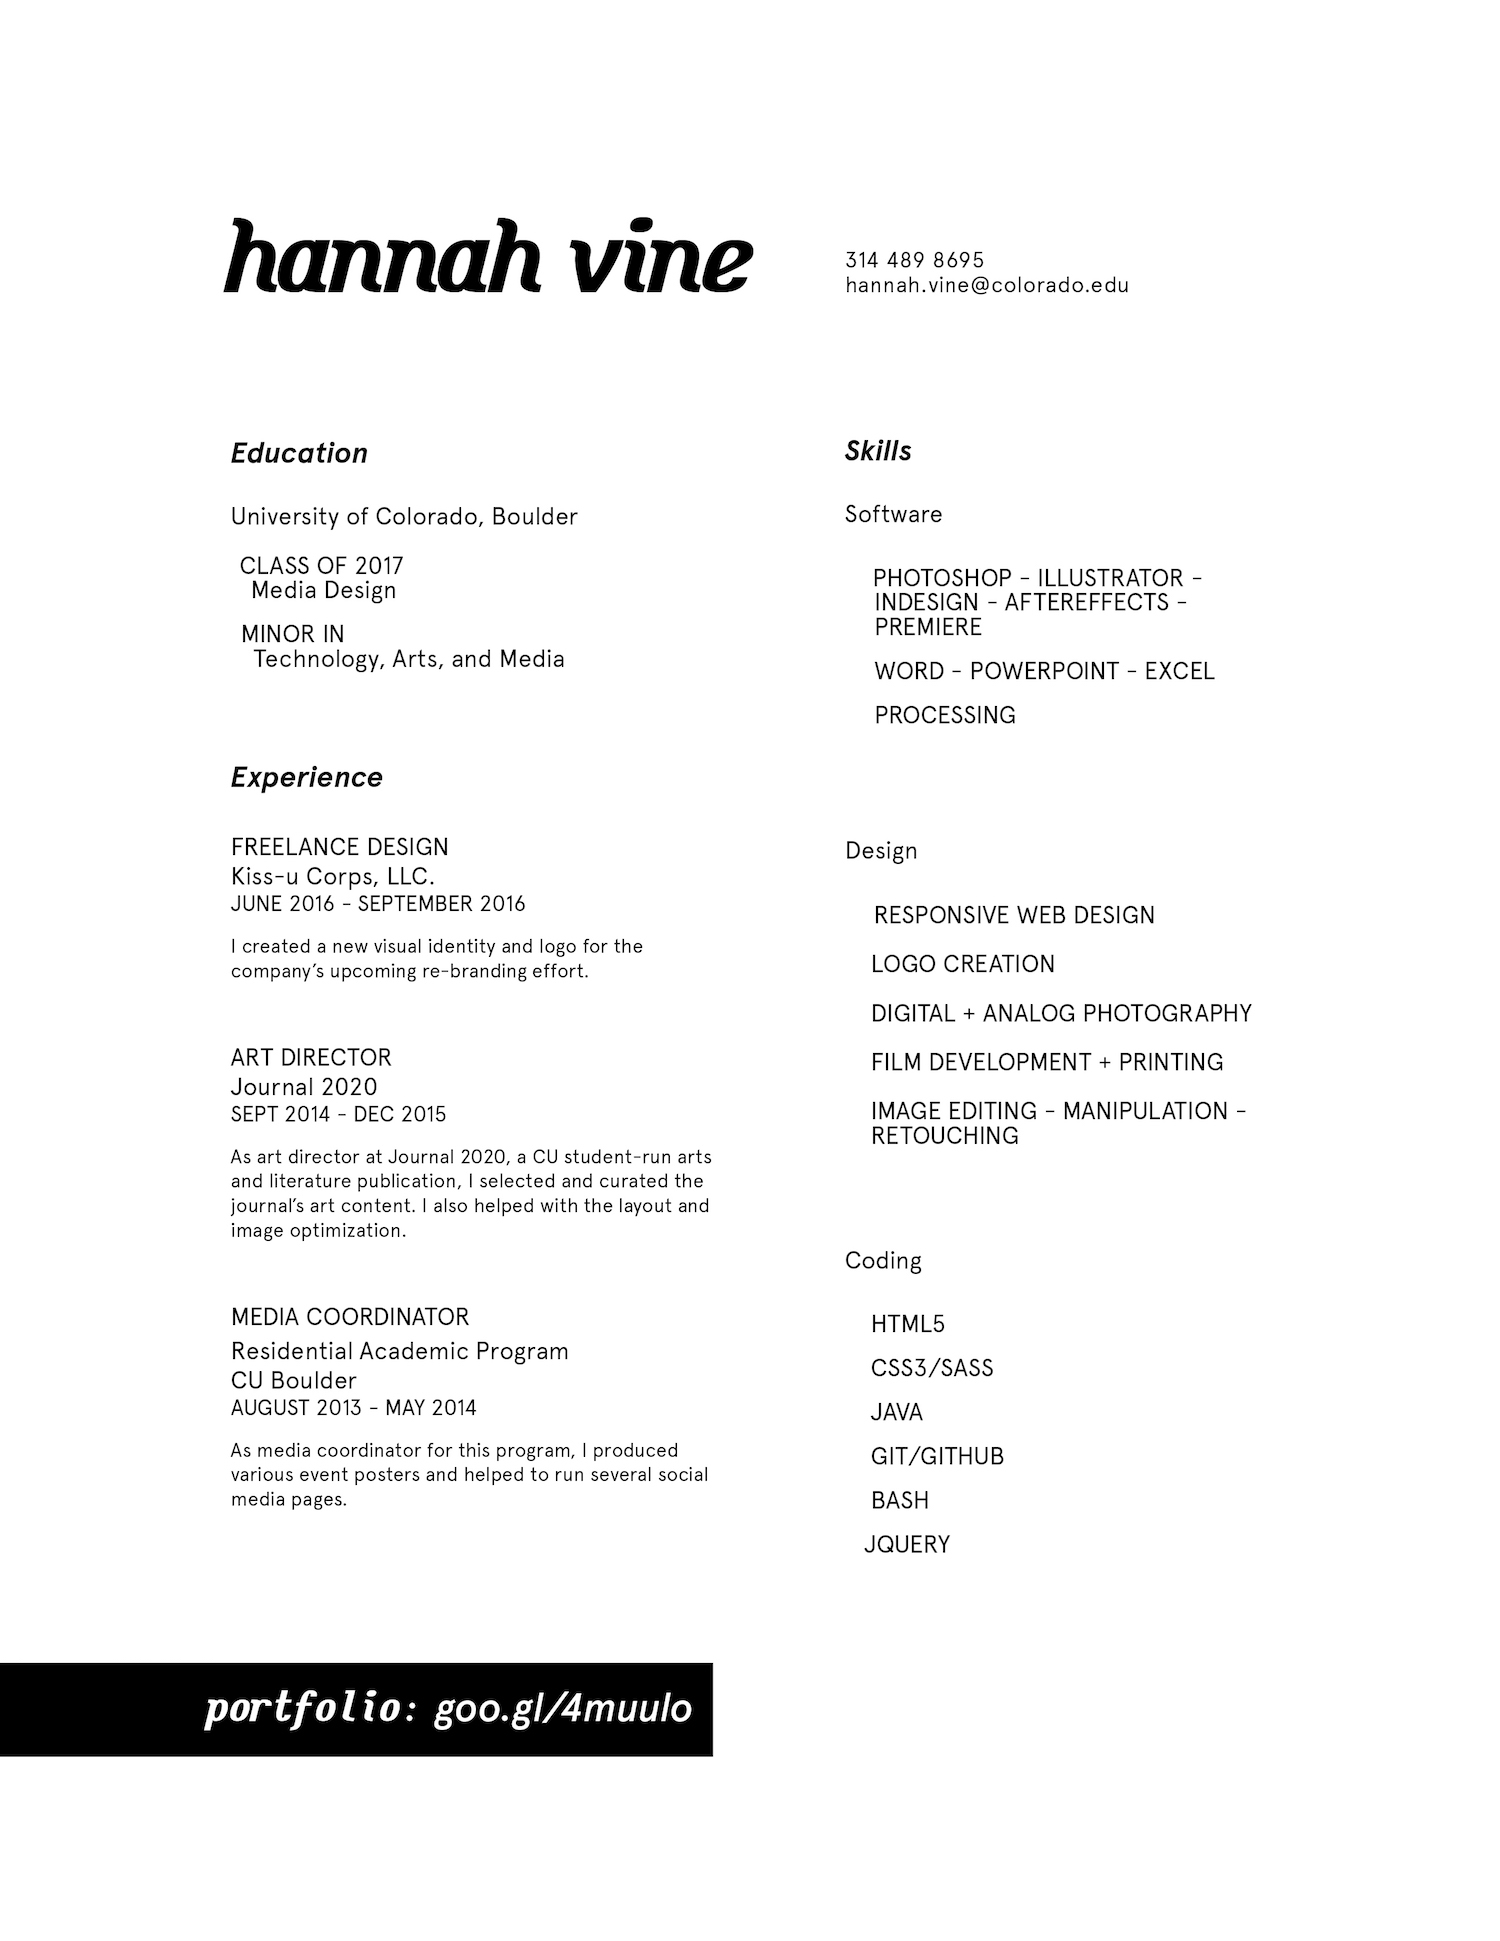 hannah vine
314 489 8695
hannah.vine@colorado.edu
Education
University of Colorado, Boulder
CLASS OF 2017
Media Design
MINOR IN
Technology, Arts, and Media
Experience
FREELANCE DESIGN
Kiss-u Corps, LLC.
JUNE 2016 - SEPTEMBER 2016
I created a new visual identity and logo for the
company's upcoming re-branding effort.
ART DIRECTOR
Journal 2020
SEPT 2014 - DEC 2015
As art director at Journal 2020, a CU student-run arts
and literature publication, I selected and curated the
journal's art content. I also helped with the layout and
image optimization.
MEDIA COORDINATOR
Residential Academic Program
CU Boulder
AUGUST 2013 - MAY 2014
As media coordinator for this program, I produced
various event posters and helped to run several social
media pages.
Skills
Software
PHOTOSHOP - ILLUSTRATOR -
INDESIGN - AFTEREFFECTS -
PREMIERE
WORD - POWERPOINT - EXCEL
PROCESSING
Design
RESPONSIVE WEB DESIGN
LOGO CREATION
DIGITAL + ANALOG PHOTOGRAPHY
FILM DEVELOPMENT + PRINTING
IMAGE EDITING - MANIPULATION -
RETOUCHING
Coding
HTML5
CSS3/SASS
JAVA
GIT/GITHUB
BASH
JQUERY
portfolio: goo.gl/4muulo